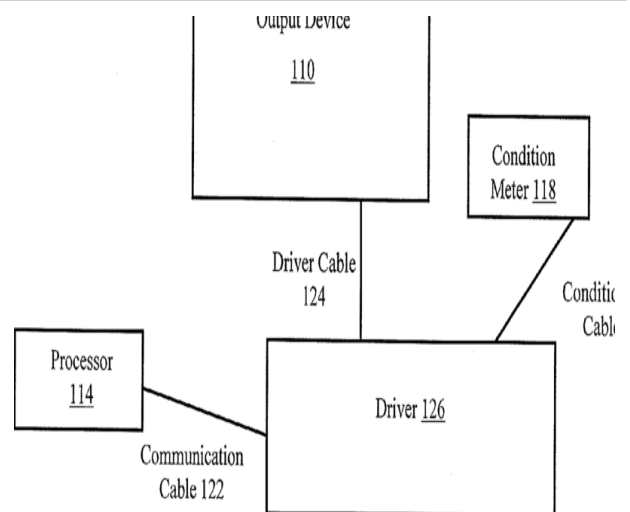 Output Device
110
Condition
Meter 118
Driver Cable
124
Processor
114
Driver 126
Communication
Cable 122